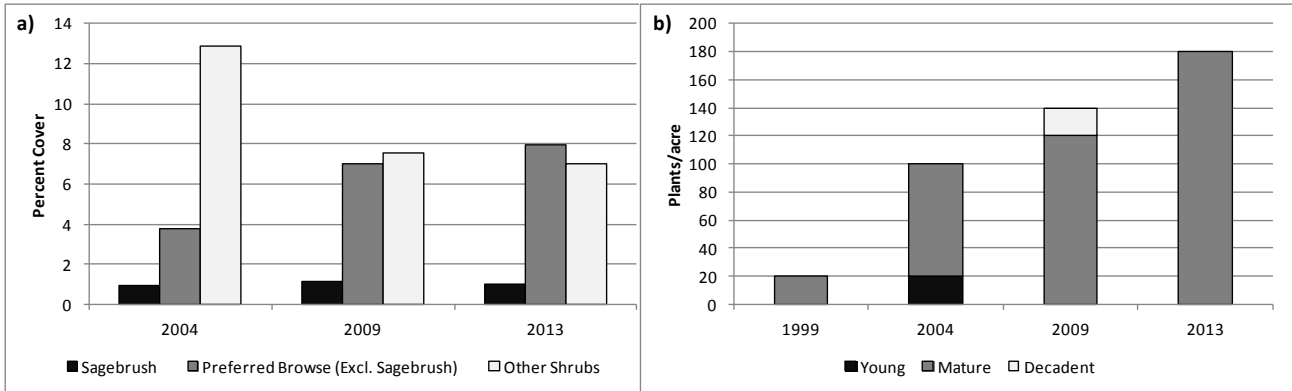 a)
Percent Cover
14
12
10
8
6
4
2
0
2004 2009 2013
Sagebrush Preferred Browse (Excl. Sagebrush) Other Shrubs
b)
Plants/acre
200
180
160
140
120
100
80
60
40
20
0
1999 2004 2009 2013
Young Mature Decadent